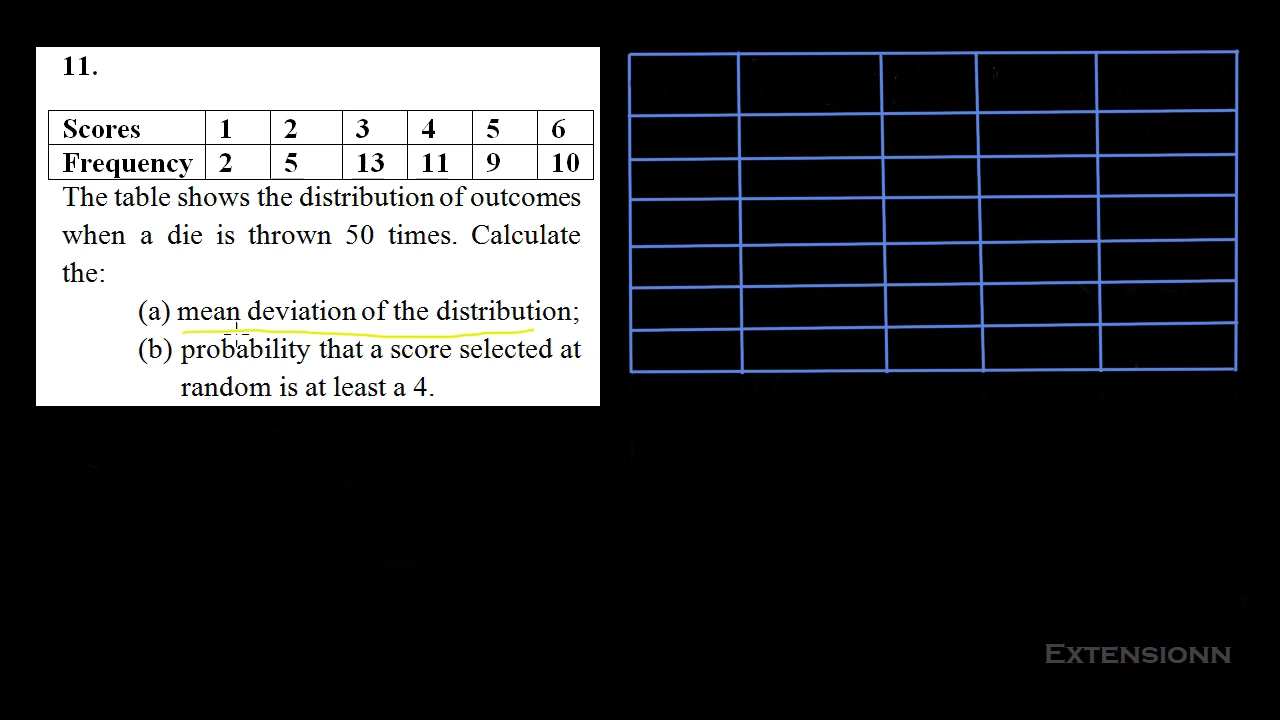 11.
Scores 1 2 3 4 5 6
Frequency 2 5 13 11 9 10
The table shows the distribution of outcomes
when a die is thrown 50 times. Calculate
the:
(a) mean deviation of the distribution;
(b) probability that a score selected at
random is at least a 4.
Extensionn